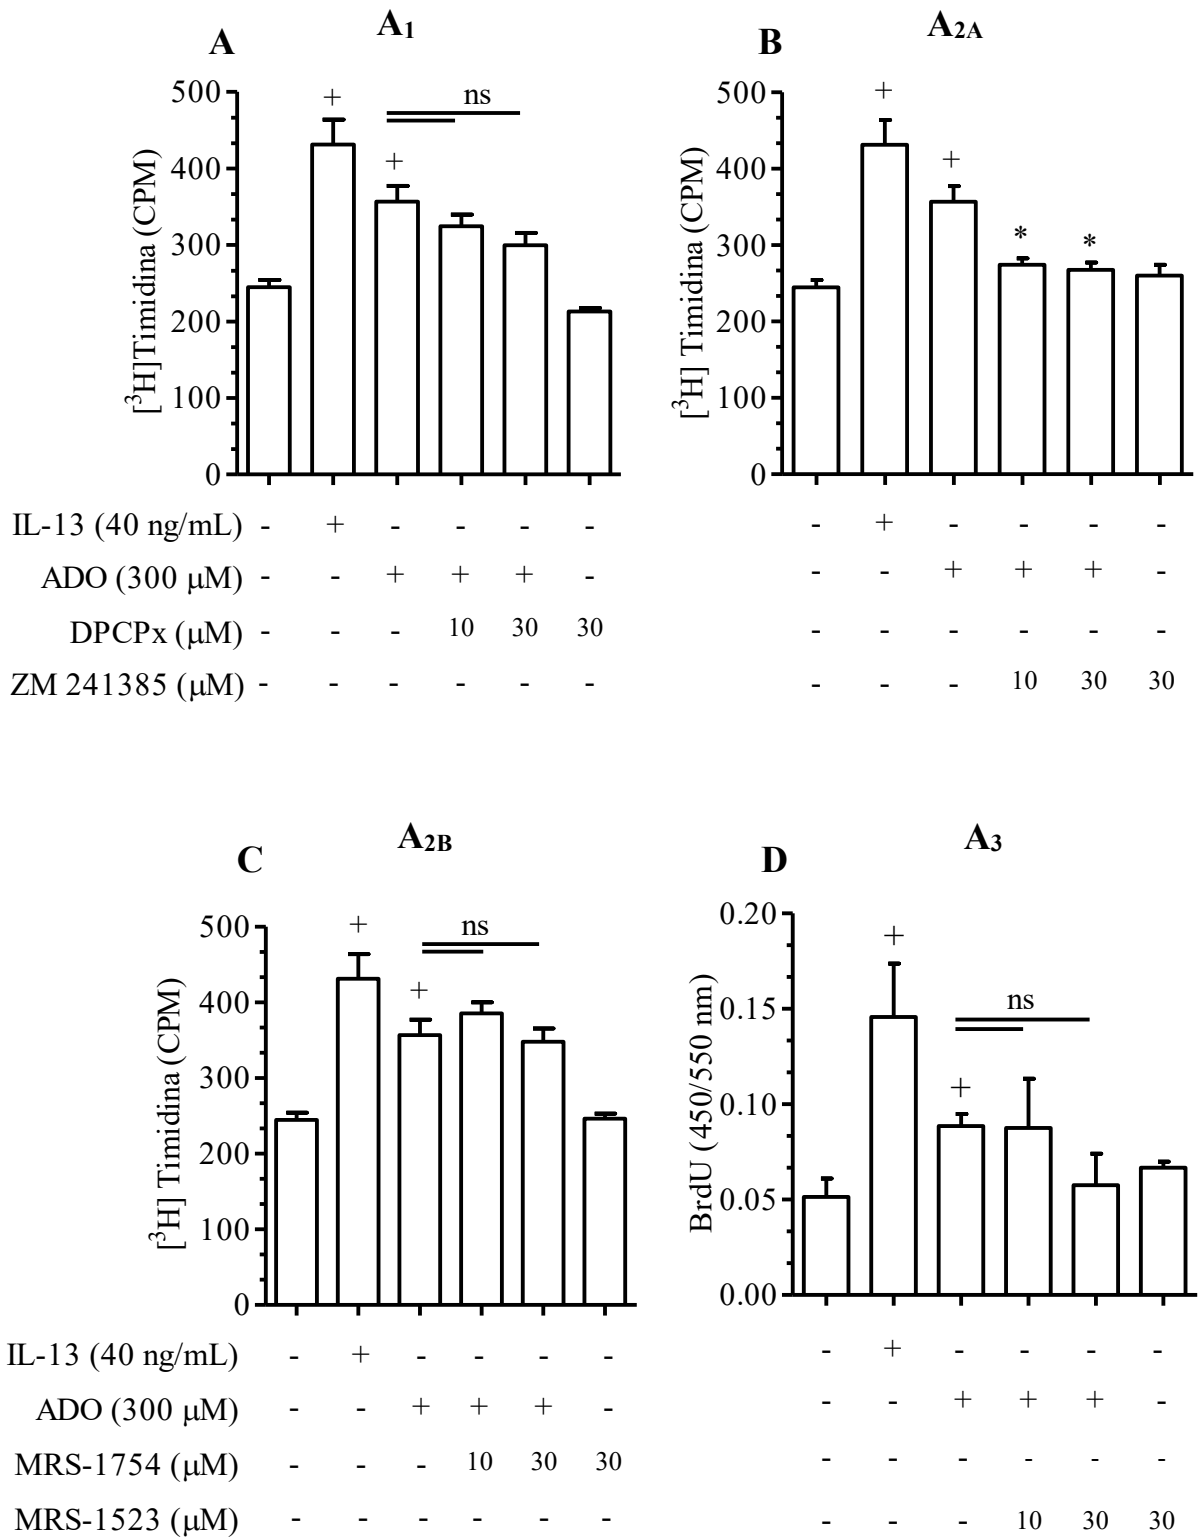 A A1 B A2A
[3H]Timidina (CPM)
500
400
300
200
100
0
+
+
ns
[3H] Timidina (CPM)
500
400
300
200
100
0
+
+
*
*
IL-13 (40 ng/mL) - + - - - - - + - - - -
ADO (300 μM) - - + + + - - - + + + -
DPCPx (μM) - - - 10 30 30 - - - - - -
ZM 241385 (μM) - - - - - - - - - 10 30 30
C A2B D A3
[3H] Timidina (CPM)
500
400
300
200
100
0
+
+
ns
BrdU (450/550 nm)
0.20
0.15
0.10
0.05
0.00
+
+
ns
IL-13 (40 ng/mL) - + - - - - - + - - - -
ADO (300 μM) - - + + + - - - + + + -
MRS-1754 (μM) - - - 10 30 30 - - - - - -
MRS-1523 (μM) - - - - - - - - - 10 30 30